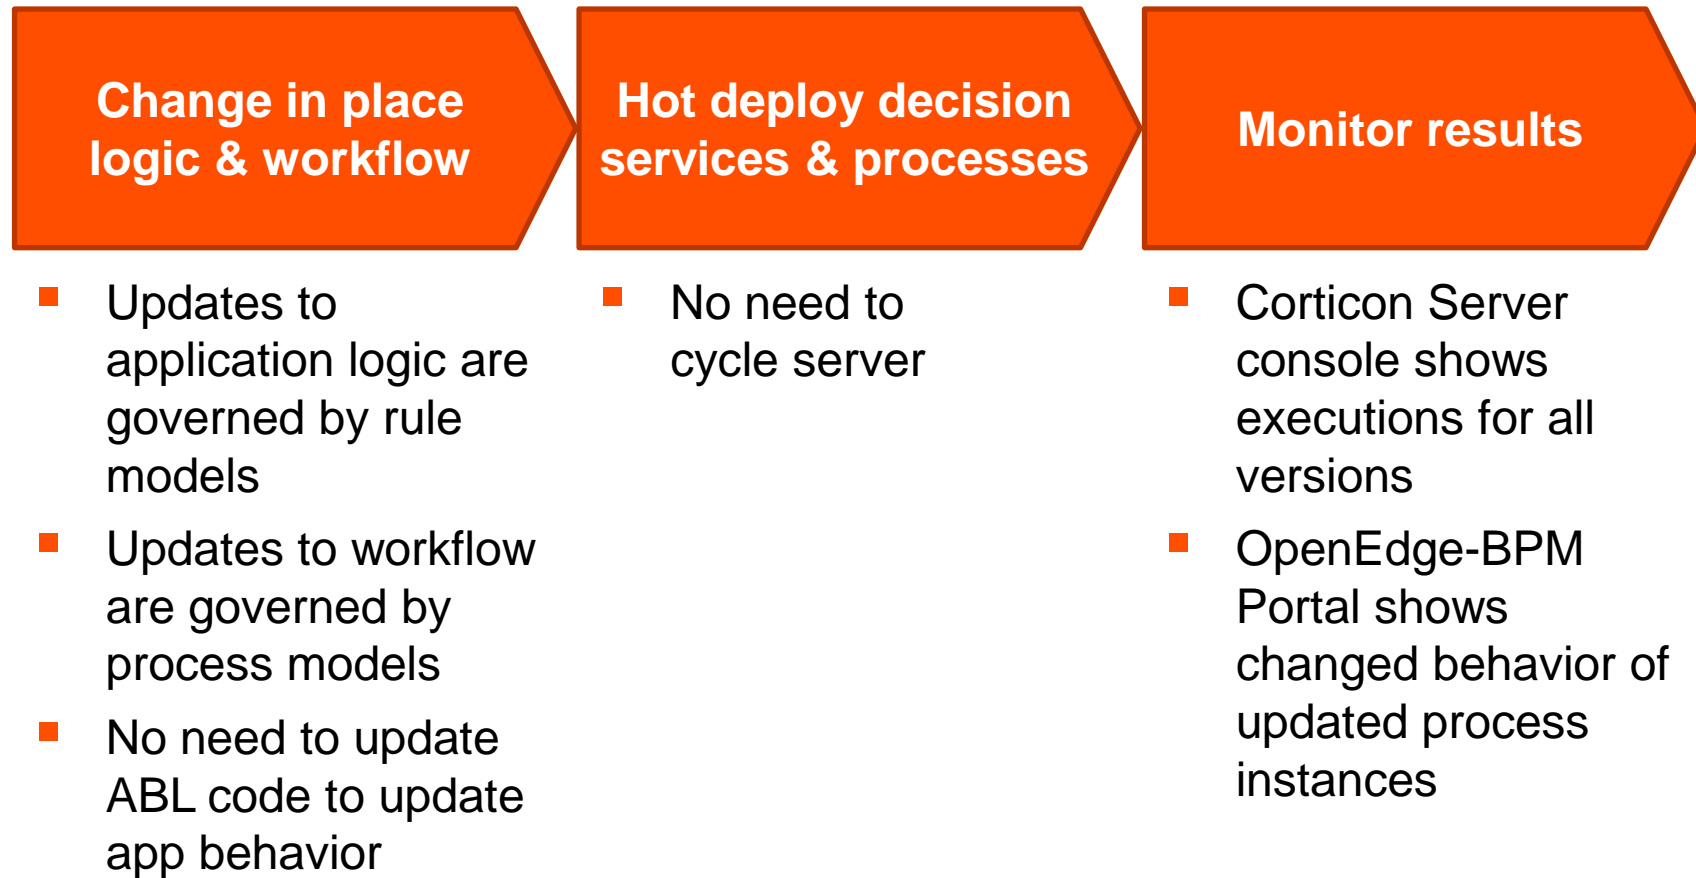 Change in place
logic & workflow
Hot deploy decision
services & processes
Monitor results
Updates to
application logic are
governed by rule
models
Updates to workflow
are governed by
process models
No need to update
ABL code to update
app behavior
No need to
cycle server
Corticon Server
console shows
executions for all
versions
OpenEdge-BPM
Portal shows
changed behavior of
updated process
instances